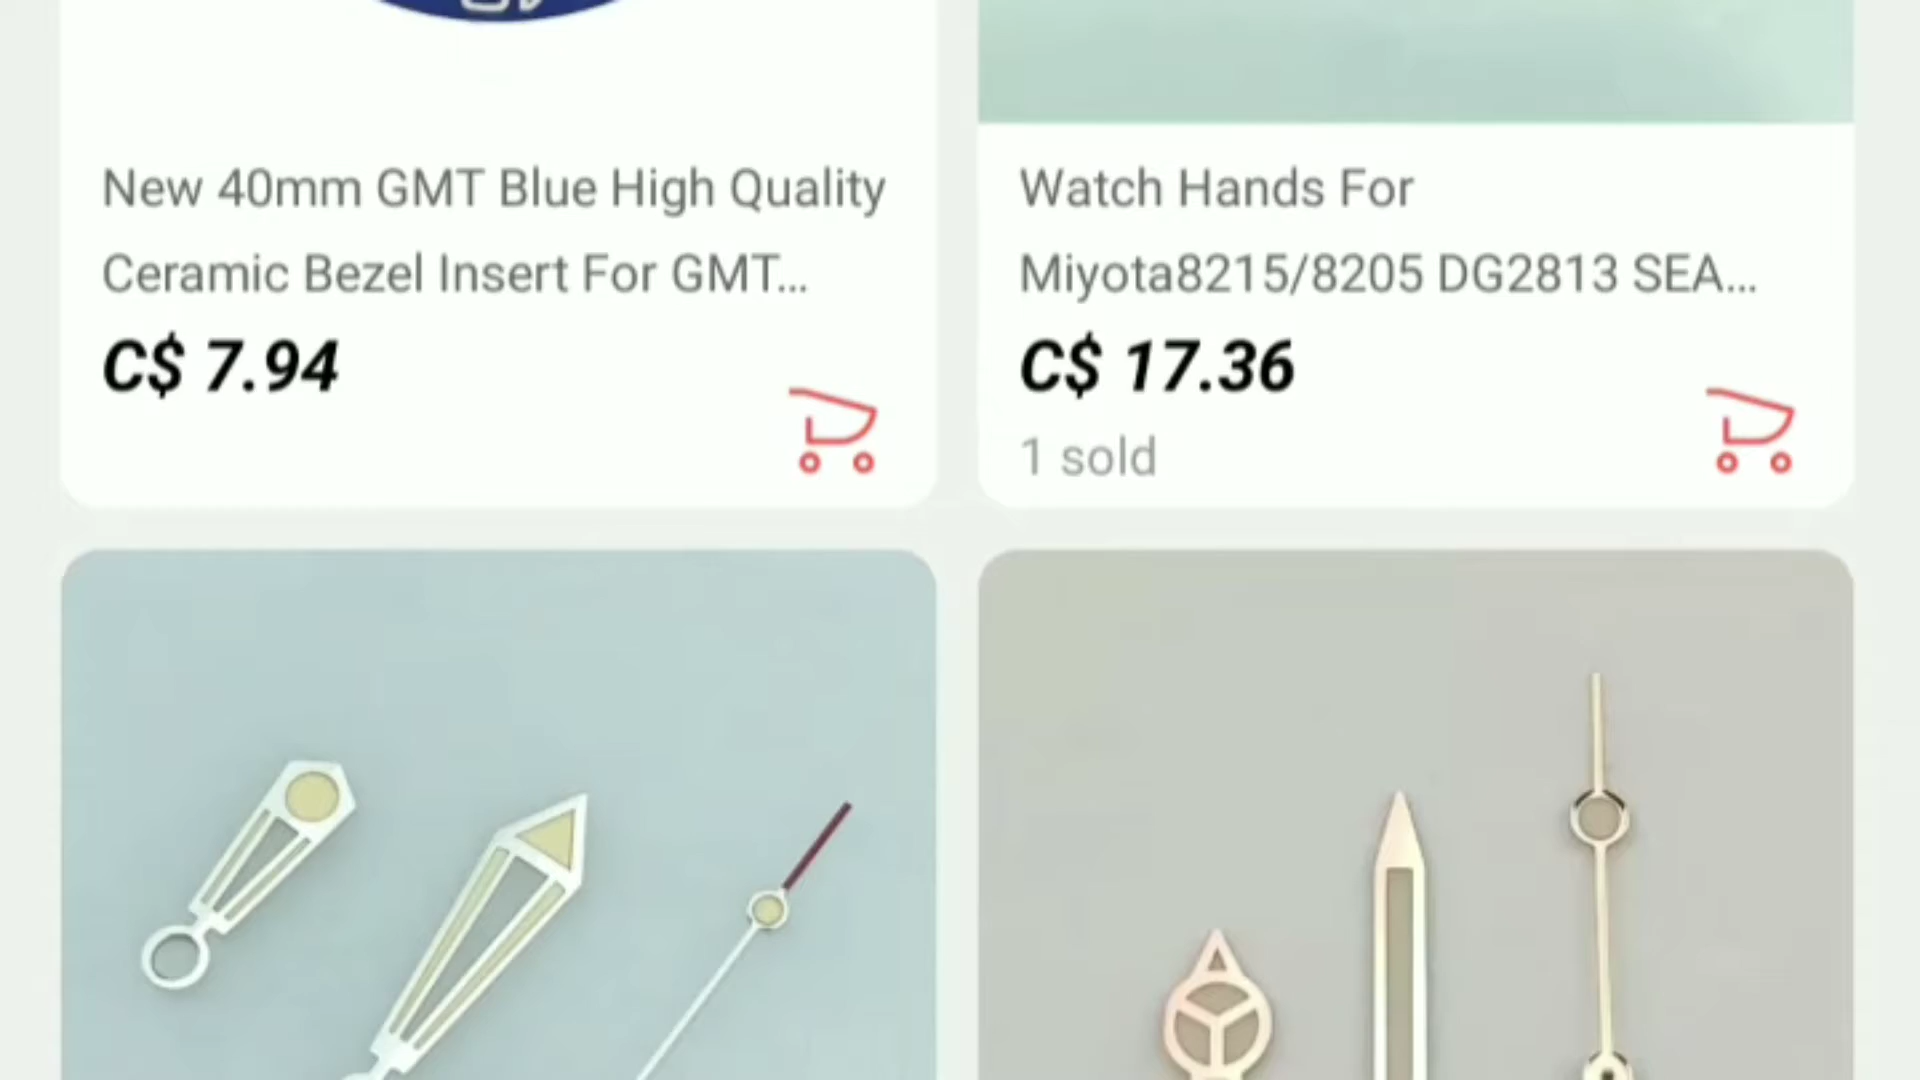 New 40mm GMT Blue High Quality
Ceramic Bezel Insert For GMT...
C$ 7.94
Watch Hands For
Miyota8215/8205 DG2813 SEA...
C$ 17.36
1 sold